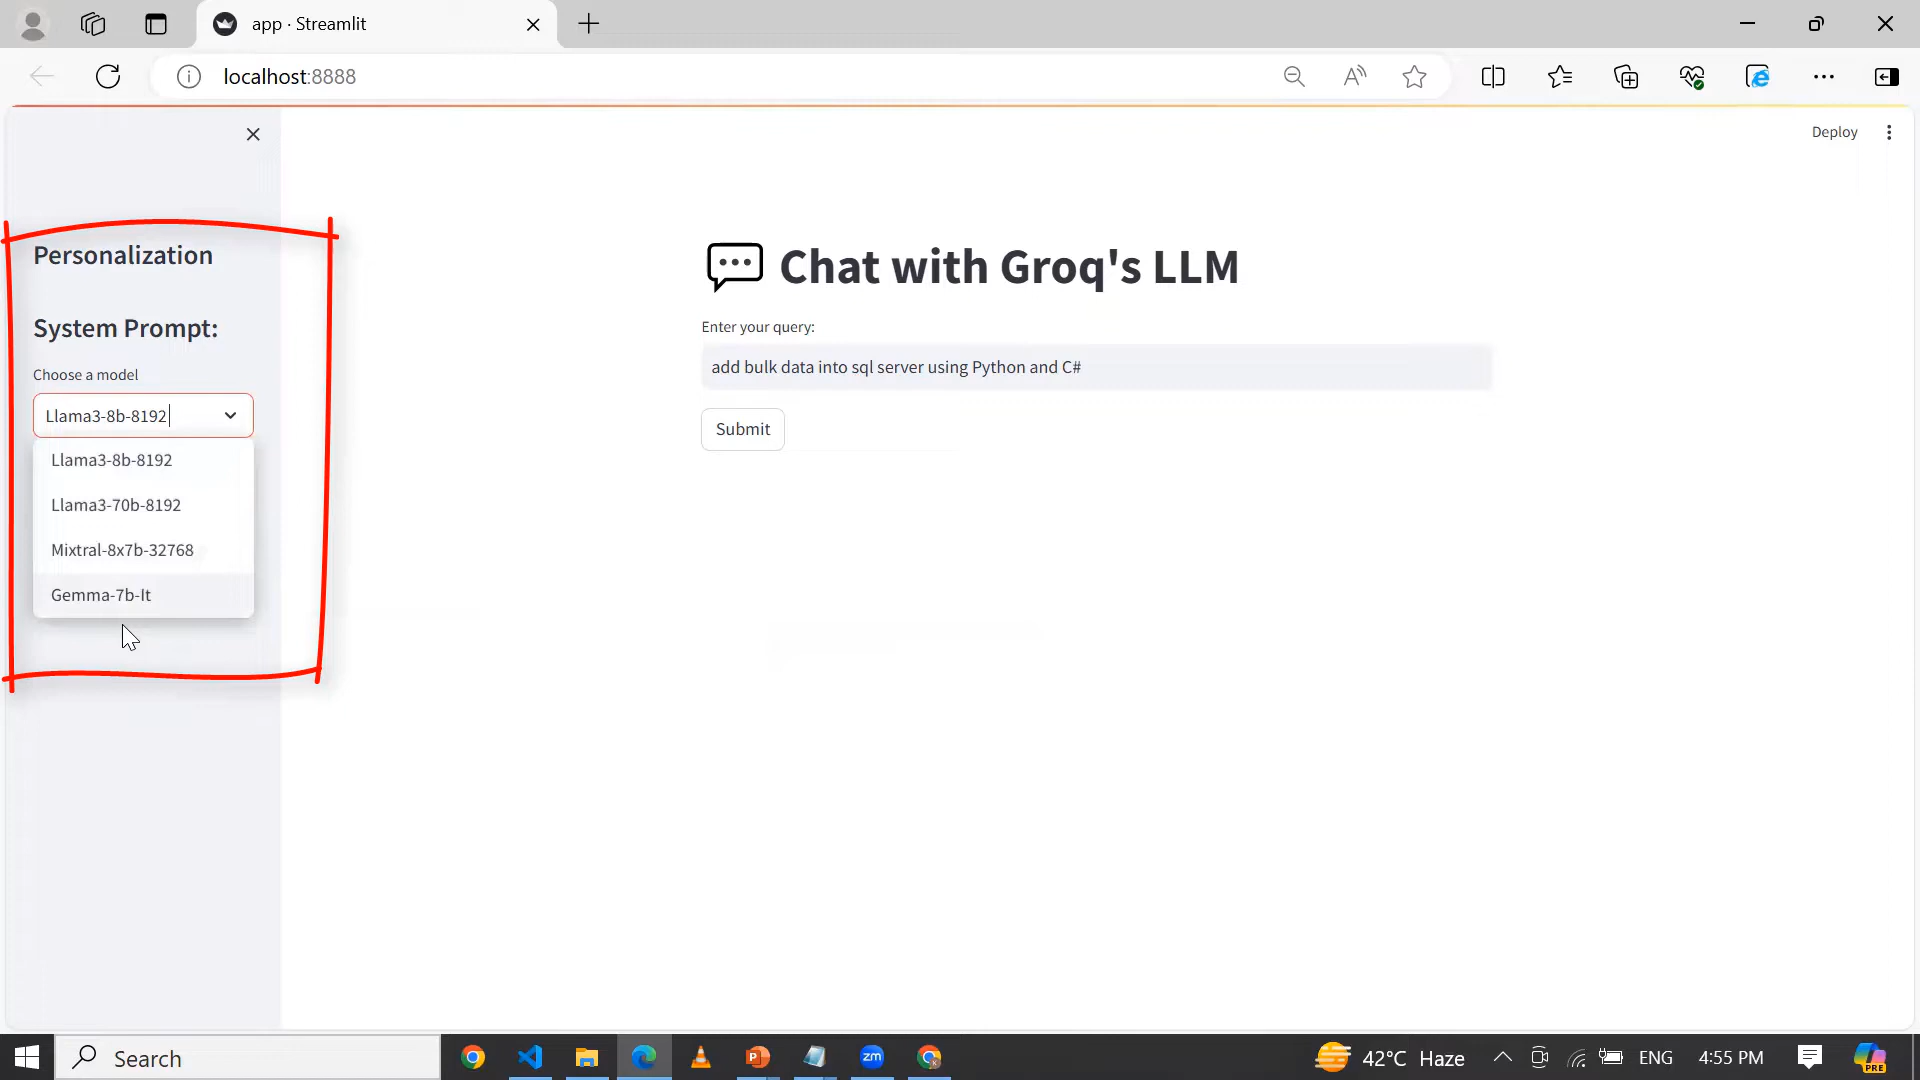 app · Streamlit
localhost:8888
Deploy
Personalization
System Prompt:
Choose a model
Llama3-8b-8192
Llama3-8b-8192
Llama3-70b-8192
Mixtral-8x7b-32768
Gemma-7b-It
Chat with Groq's LLM
Enter your query:
add bulk data into sql server using Python and C#
Submit
Search
zm
42°C Haze
ENG
4:55 PM
PRE